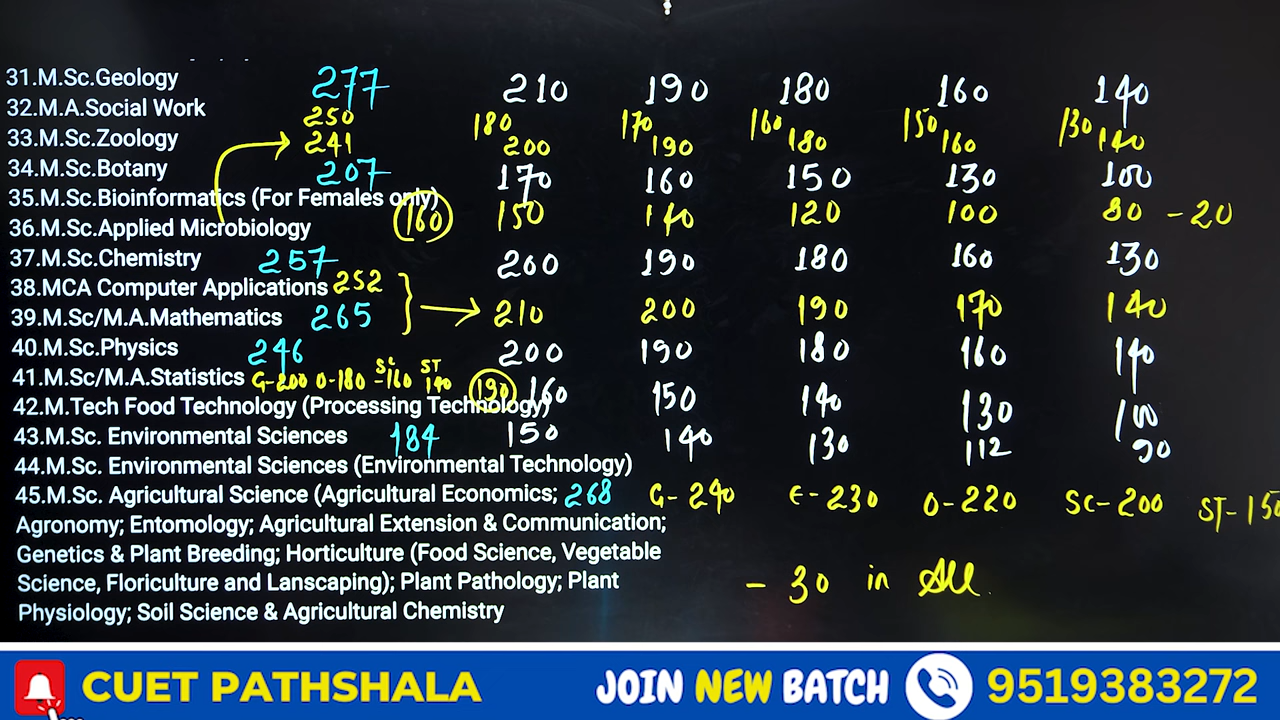 31.M.Sc.Geology 277 210 190 180 160 140
32.M.A.Social Work 250 180 170 160 150 130
33.M.Sc.Zoology 241 200 190 180 160 140
34.M.Sc.Botany 207 170 160 150 130 100
35.M.Sc.Bioinformatics (For Females only) (160) 150 140 120 100 80 - 20
36.M.Sc.Applied Microbiology
37.M.Sc.Chemistry 257 200 190 180 160 130
38.MCA Computer Applications 252
39.M.Sc/M.A.Mathematics 265 210 200 190 170 140
40.M.Sc.Physics 246 200 190 180 160 140
41.M.Sc/M.A.Statistics G-200 O-180 SC-160 ST 140
42.M.Tech Food Technology (Processing Technology) 190 160 150 140 130 100
43.M.Sc. Environmental Sciences 184 150 140 130 112 90
44.M.Sc. Environmental Sciences (Environmental Technology)
45.M.Sc. Agricultural Science (Agricultural Economics; 268 G-240 E-230 O-220 SC-200 ST-150
Agronomy; Entomology; Agricultural Extension & Communication;
Genetics & Plant Breeding; Horticulture (Food Science, Vegetable
Science, Floriculture and Lanscaping); Plant Pathology; Plant
Physiology; Soil Science & Agricultural Chemistry
- 30 in All
CUET PATHSHALA JOIN NEW BATCH 9519383272